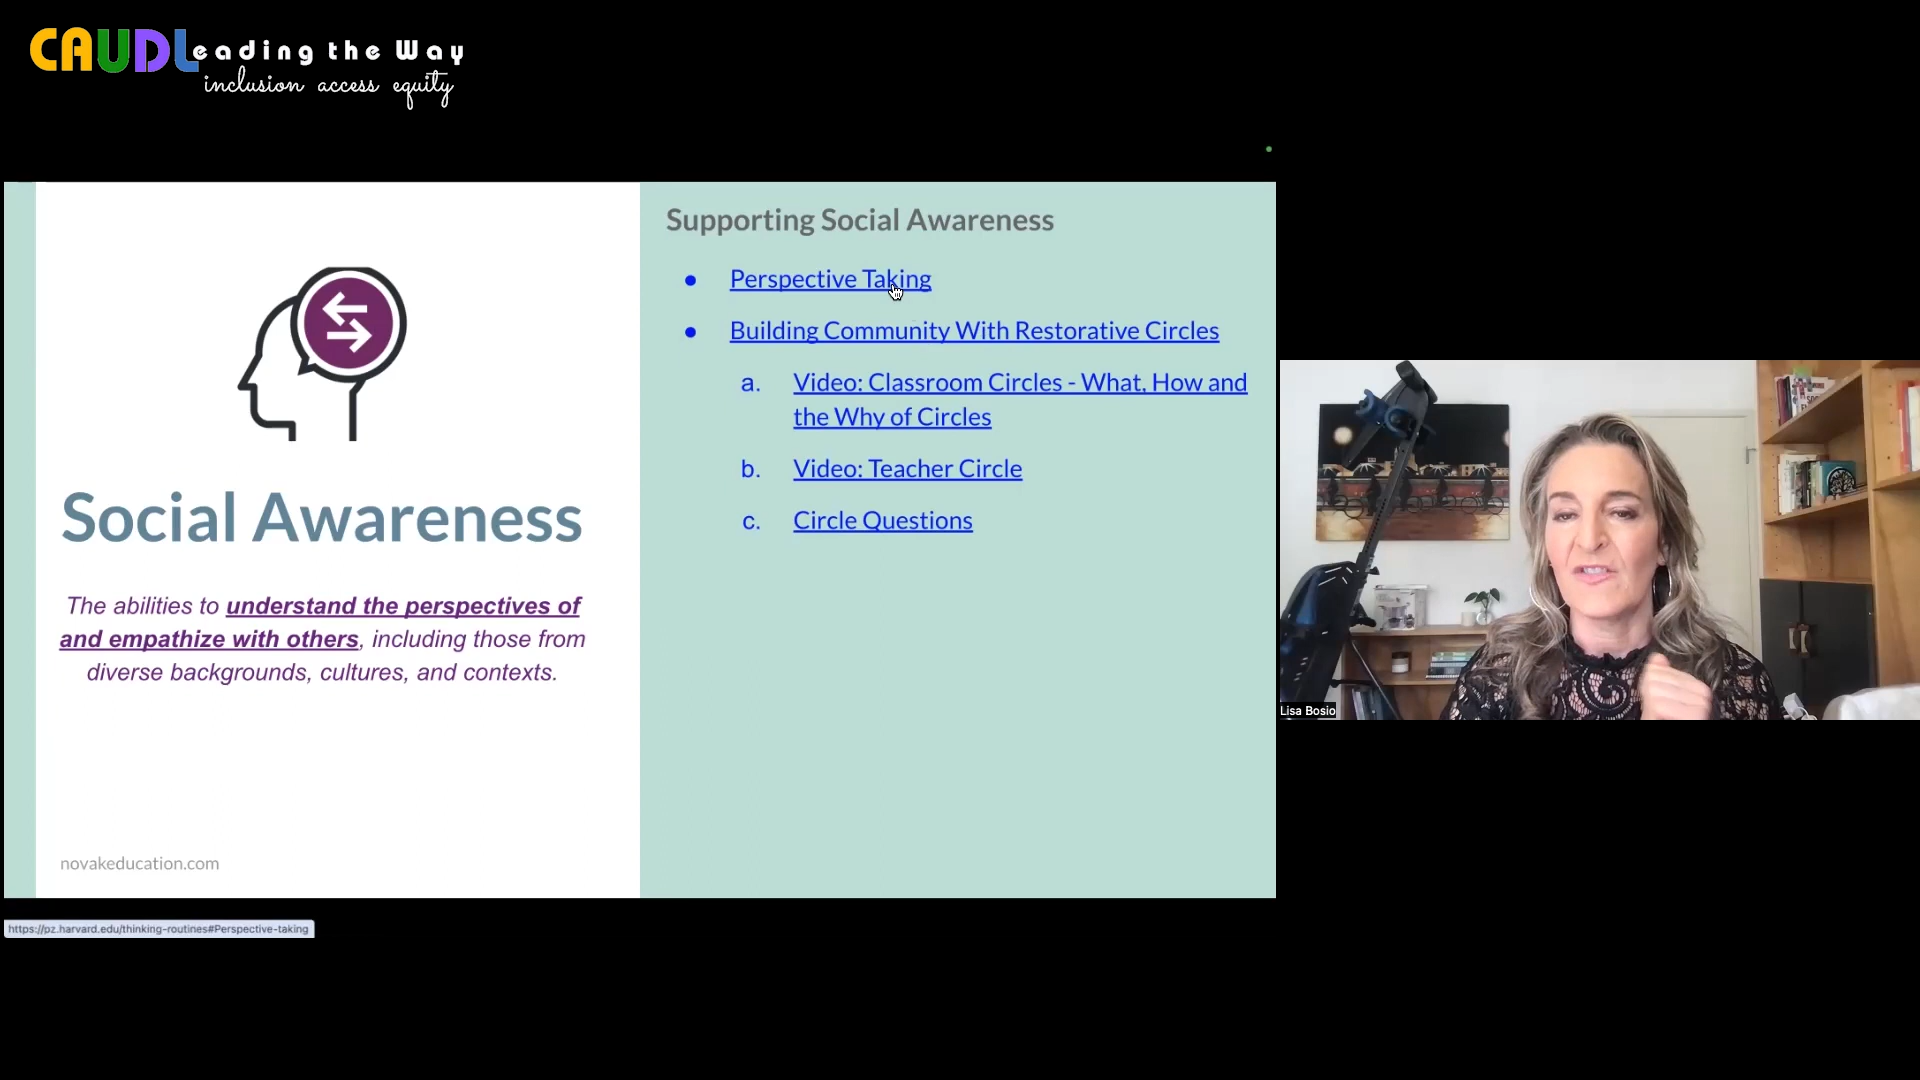 CAUDLeading the Way
inclusion access equity
Supporting Social Awareness
● Perspective Taking
● Building Community With Restorative Circles
a. Video: Classroom Circles - What, How and
the Why of Circles
b. Video: Teacher Circle
c. Circle Questions
Social Awareness
The abilities to understand the perspectives of
and empathize with others, including those from
diverse backgrounds, cultures, and contexts.
novakeducation.com
https://pz.harvard.edu/thinking-routines#Perspective-taking
Lisa Bosio